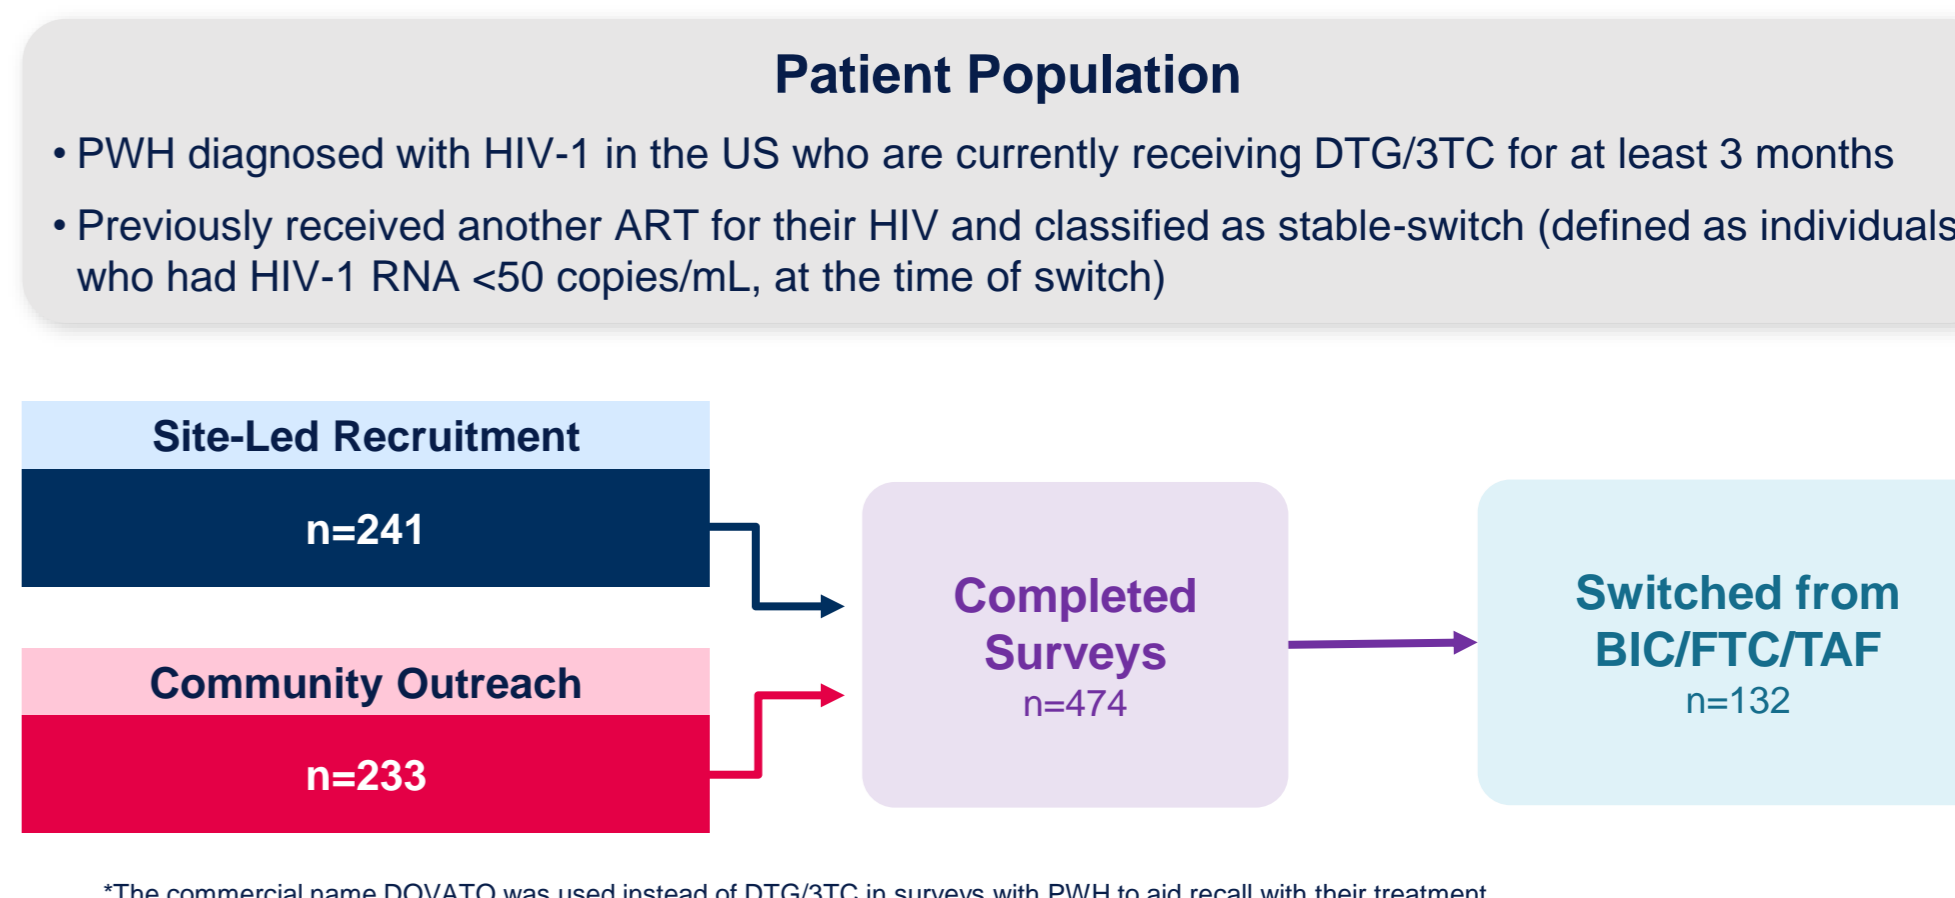 Patient Population
• PWH diagnosed with HIV-1 in the US who are currently receiving DTG/3TC for at least 3 months
• Previously received another ART for their HIV and classified as stable-switch (defined as individuals
who had HIV-1 RNA <50 copies/mL, at the time of switch)
Site-Led Recruitment
n=241
Community Outreach
n=233
Completed
Surveys
n=474
Switched from
BIC/FTC/TAF
n=132
*The commercial name DOVATO was used instead of DTG/3TC in surveys with PWH to aid recall with their treatment